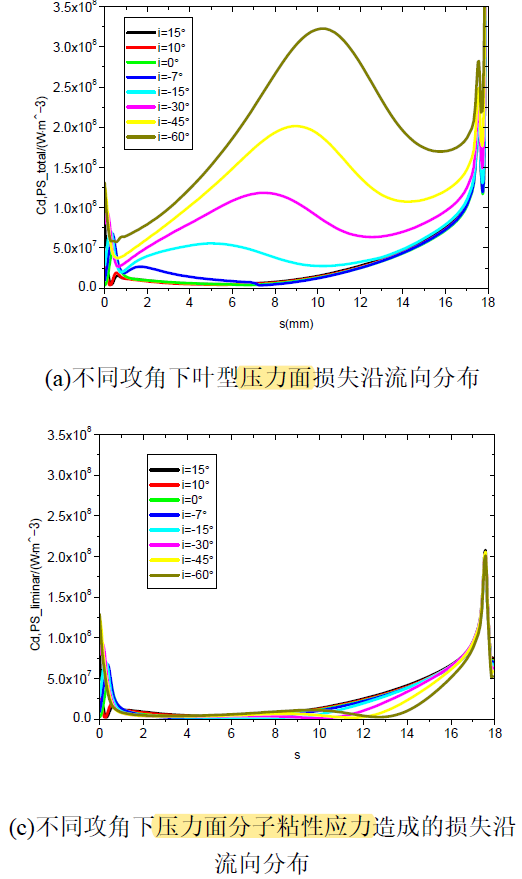 3.5x10^8
3.0x10^8
2.5x10^8
2.0x10^8
1.5x10^8
1.0x10^8
5.0x10^7
0.0
Cd,PS_total/(W·m^−3)
i=15°
i=10°
i=0°
i=-7°
i=-15°
i=-30°
i=-45°
i=-60°
0 2 4 6 8 10 12 14 16 18
s(mm)
(a)不同攻角下叶型压力面损失沿流向分布
3.5x10^8
3.0x10^8
2.5x10^8
2.0x10^8
1.5x10^8
1.0x10^8
5.0x10^7
0.0
Cd,PS_liminar/(W·m^−3)
i=15°
i=10°
i=0°
i=-7°
i=-15°
i=-30°
i=-45°
i=-60°
0 2 4 6 8 10 12 14 16 18
s
(c)不同攻角下压力面分子粘性应力造成的损失沿
流向分布